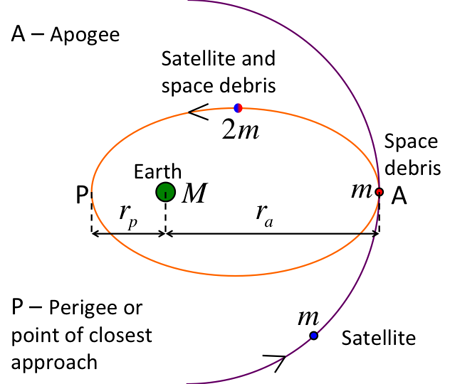 A – Apogee
Satellite and
space debris
2m
Space
debris
Earth
P
M
m
A
r_p
r_a
P – Perigee or
point of closest
approach
m
Satellite